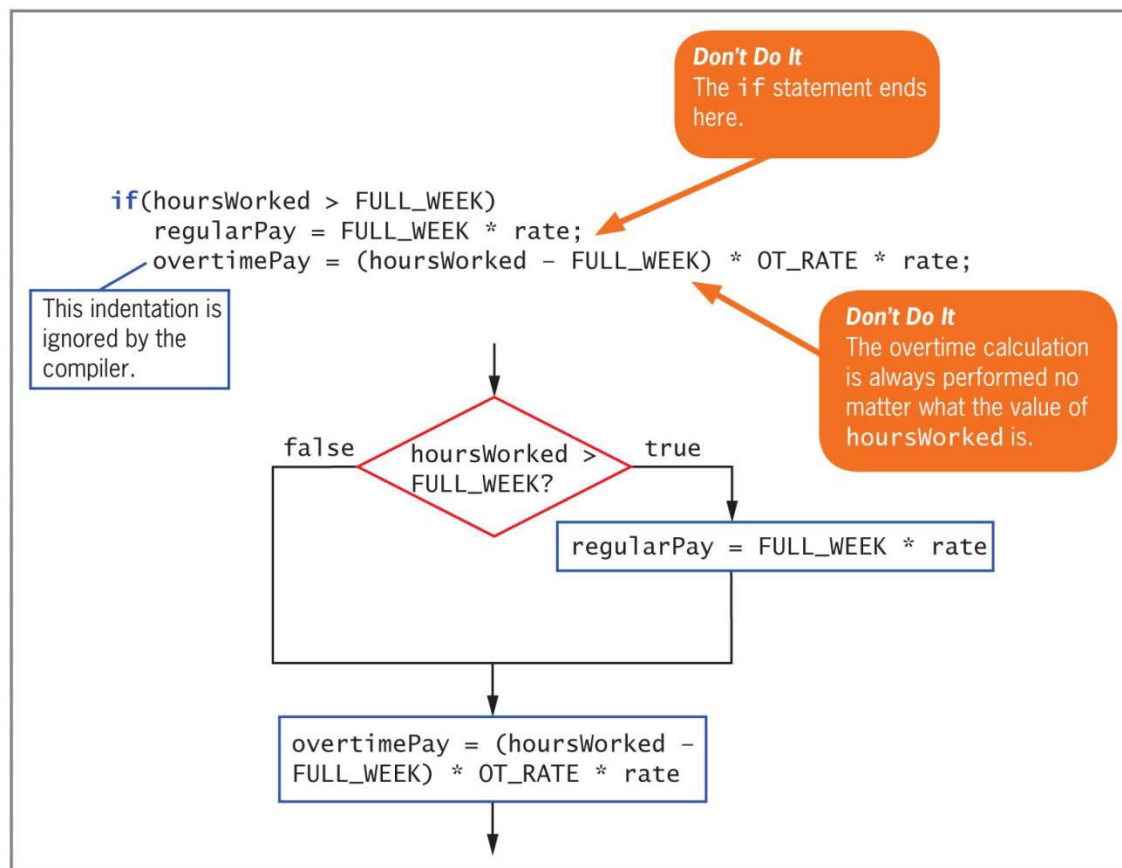 Don't Do It
The if statement ends
here.
if(hoursWorked > FULL_WEEK)
regularPay = FULL_WEEK * rate;
overtimePay = (hoursWorked – FULL_WEEK) * OT_RATE * rate;
This indentation is
ignored by the
compiler.
Don't Do It
The overtime calculation
is always performed no
matter what the value of
hoursWorked is.
false
hoursWorked >
FULL_WEEK?
true
regularPay = FULL_WEEK * rate
overtimePay = (hoursWorked –
FULL_WEEK) * OT_RATE * rate